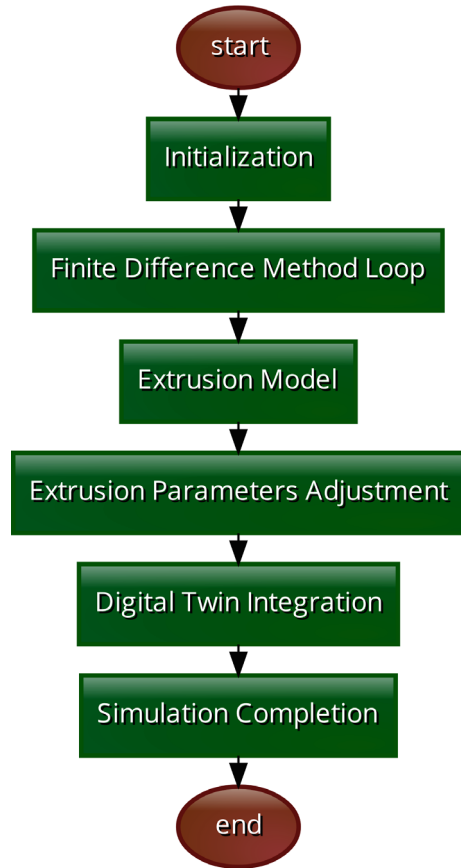 start
Initialization
Finite Difference Method Loop
Extrusion Model
Extrusion Parameters Adjustment
Digital Twin Integration
Simulation Completion
end